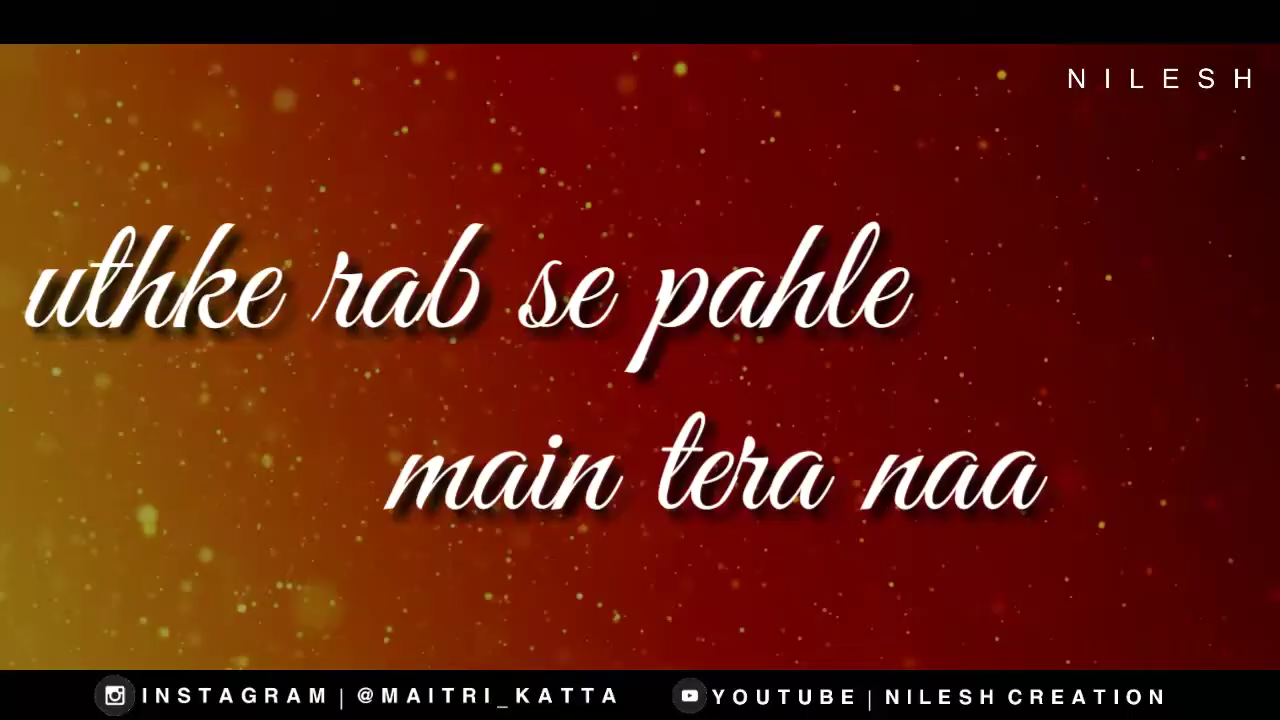 NILESH
uthke rab se pahle
main tera naa
INSTAGRAM | @MAITRI_KATTA
YOUTUBE | NILESH CREATION